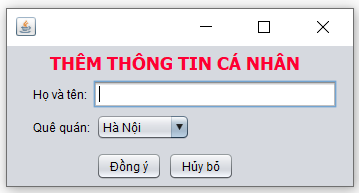 THÊM THÔNG TIN CÁ NHÂN
Họ và tên:
Quê quán: Hà Nội
Đồng ý Hủy bỏ